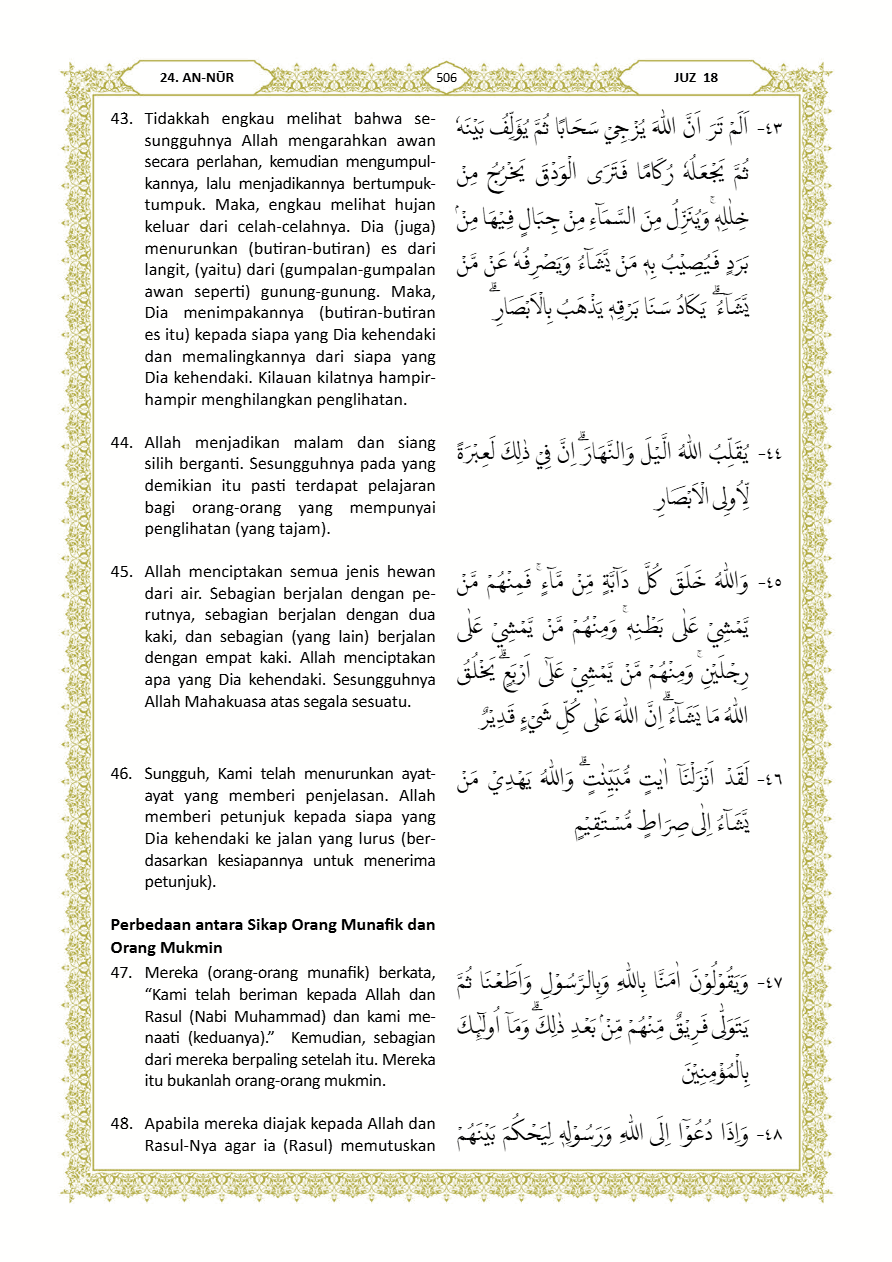 24. AN-NŪR
506
JUZ 18
43. Tidakkah engkau melihat bahwa se-
sungguhnya Allah mengarahkan awan
secara perlahan, kemudian mengumpul-
kannya, lalu menjadikannya bertumpuk-
tumpuk. Maka, engkau melihat hujan
keluar dari celah-celahnya. Dia (juga)
menurunkan (butiran-butiran) es dari
langit, (yaitu) dari (gumpalan-gumpalan
awan seperti) gunung-gunung. Maka,
Dia menimpakannya (butiran-butiran
es itu) kepada siapa yang Dia kehendaki
dan memalingkannya dari siapa yang
Dia kehendaki. Kilauan kilatnya hampir-
hampir menghilangkan penglihatan.
٤٣- اَلَمْ تَرَ اَنَّ اللّٰهَ يُزْجِيْ سَحَابًا ثُمَّ يُؤَلِّفُ بَيْنَهٗ
ثُمَّ يَجْعَلُهٗ رُكَامًا فَتَرَى الْوَدْقَ يَخْرُجُ مِنْ
خِلٰلِهٖۚ وَيُنَزِّلُ مِنَ السَّمَاۤءِ مِنْ جِبَالٍ فِيْهَا مِنْۢ
بَرَدٍ فَيُصِيْبُ بِهٖ مَنْ يَّشَاۤءُ وَيَصْرِفُهٗ عَنْ مَّنْ
يَّشَاۤءُۗ يَكَادُ سَنَا بَرْقِهٖ يَذْهَبُ بِالْاَبْصَارِۗ
44. Allah menjadikan malam dan siang
silih berganti. Sesungguhnya pada yang
demikian itu pasti terdapat pelajaran
bagi orang-orang yang mempunyai
penglihatan (yang tajam).
٤٤- يُقَلِّبُ اللّٰهُ الَّيْلَ وَالنَّهَارَۗ اِنَّ فِيْ ذٰلِكَ لَعِبْرَةً
لِّاُولِى الْاَبْصَارِ
45. Allah menciptakan semua jenis hewan
dari air. Sebagian berjalan dengan pe-
rutnya, sebagian berjalan dengan dua
kaki, dan sebagian (yang lain) berjalan
dengan empat kaki. Allah menciptakan
apa yang Dia kehendaki. Sesungguhnya
Allah Mahakuasa atas segala sesuatu.
٤٥- وَاللّٰهُ خَلَقَ كُلَّ دَاۤبَّةٍ مِّنْ مَّاۤءٍۚ فَمِنْهُمْ مَّنْ
يَّمْشِيْ عَلٰى بَطْنِهٖۚ وَمِنْهُمْ مَّنْ يَّمْشِيْ عَلٰى
رِجْلَيْنِۚ وَمِنْهُمْ مَّنْ يَّمْشِيْ عَلٰٓى اَرْبَعٍۗ يَخْلُقُ
اللّٰهُ مَا يَشَاۤءُۗ اِنَّ اللّٰهَ عَلٰى كُلِّ شَيْءٍ قَدِيْرٌ
46. Sungguh, Kami telah menurunkan ayat-
ayat yang memberi penjelasan. Allah
memberi petunjuk kepada siapa yang
Dia kehendaki ke jalan yang lurus (ber-
dasarkan kesiapannya untuk menerima
petunjuk).
٤٦- لَقَدْ اَنْزَلْنَآ اٰيٰتٍ مُّبَيِّنٰتٍۗ وَاللّٰهُ يَهْدِيْ مَنْ
يَّشَاۤءُ اِلٰى صِرَاطٍ مُّسْتَقِيْمٍ
Perbedaan antara Sikap Orang Munafik dan
Orang Mukmin
47. Mereka (orang-orang munafik) berkata,
“Kami telah beriman kepada Allah dan
Rasul (Nabi Muhammad) dan kami me-
naati (keduanya).” Kemudian, sebagian
dari mereka berpaling setelah itu. Mereka
itu bukanlah orang-orang mukmin.
٤٧- وَيَقُوْلُوْنَ اٰمَنَّا بِاللّٰهِ وَبِالرَّسُوْلِ وَاَطَعْنَا ثُمَّ
يَتَوَلّٰى فَرِيْقٌ مِّنْهُمْ مِّنْۢ بَعْدِ ذٰلِكَۗ وَمَآ اُولٰۤىِٕكَ
بِالْمُؤْمِنِيْنَ
48. Apabila mereka diajak kepada Allah dan
Rasul-Nya agar ia (Rasul) memutuskan
٤٨- وَاِذَا دُعُوْٓا اِلَى اللّٰهِ وَرَسُوْلِهٖ لِيَحْكُمَ بَيْنَهُمْ